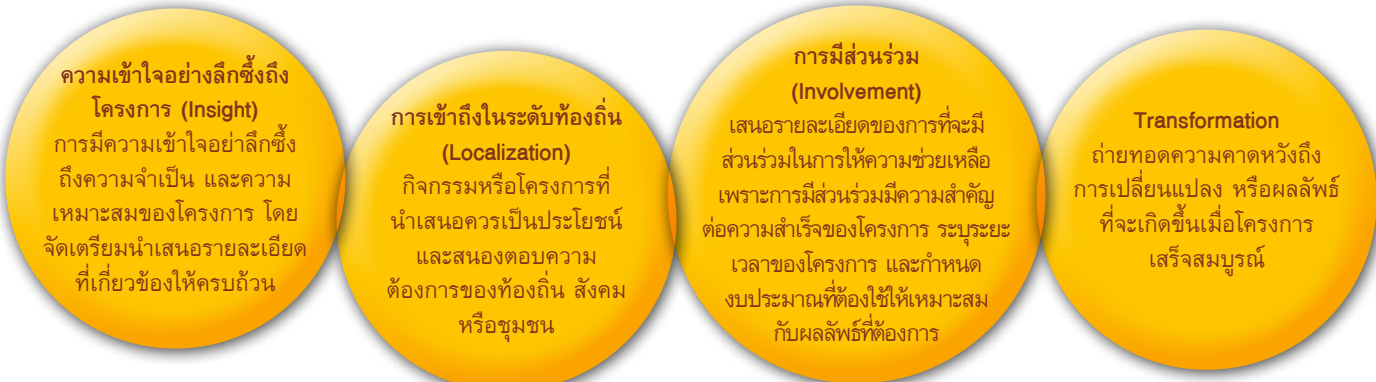 ความเข้าใจอย่างลึกซึ้งถึง
โครงการ (Insight)
การมีความเข้าใจอย่าลึกซึ้ง
ถึงความจำเป็น และความ
เหมาะสมของโครงการ โดย
จัดเตรียมนำเสนอรายละเอียด
ที่เกี่ยวข้องให้ครบถ้วน
การเข้าถึงในระดับท้องถิ่น
(Localization)
กิจกรรมหรือโครงการที่
นำเสนอควรเป็นประโยชน์
และสนองตอบความ
ต้องการของท้องถิ่น สังคม
หรือชุมชน
การมีส่วนร่วม
(Involvement)
เสนอรายละเอียดของการที่จะมี
ส่วนร่วมในการให้ความช่วยเหลือ
เพราะการมีส่วนร่วมมีความสำคัญ
ต่อความสำเร็จของโครงการ ระบุระยะ
เวลาของโครงการ และกำหนด
งบประมาณที่ต้องใช้ให้เหมาะสม
กับผลลัพธ์ที่ต้องการ
Transformation
ถ่ายทอดความคาดหวังถึง
การเปลี่ยนแปลง หรือผลลัพธ์
ที่จะเกิดขึ้นเมื่อโครงการ
เสร็จสมบูรณ์